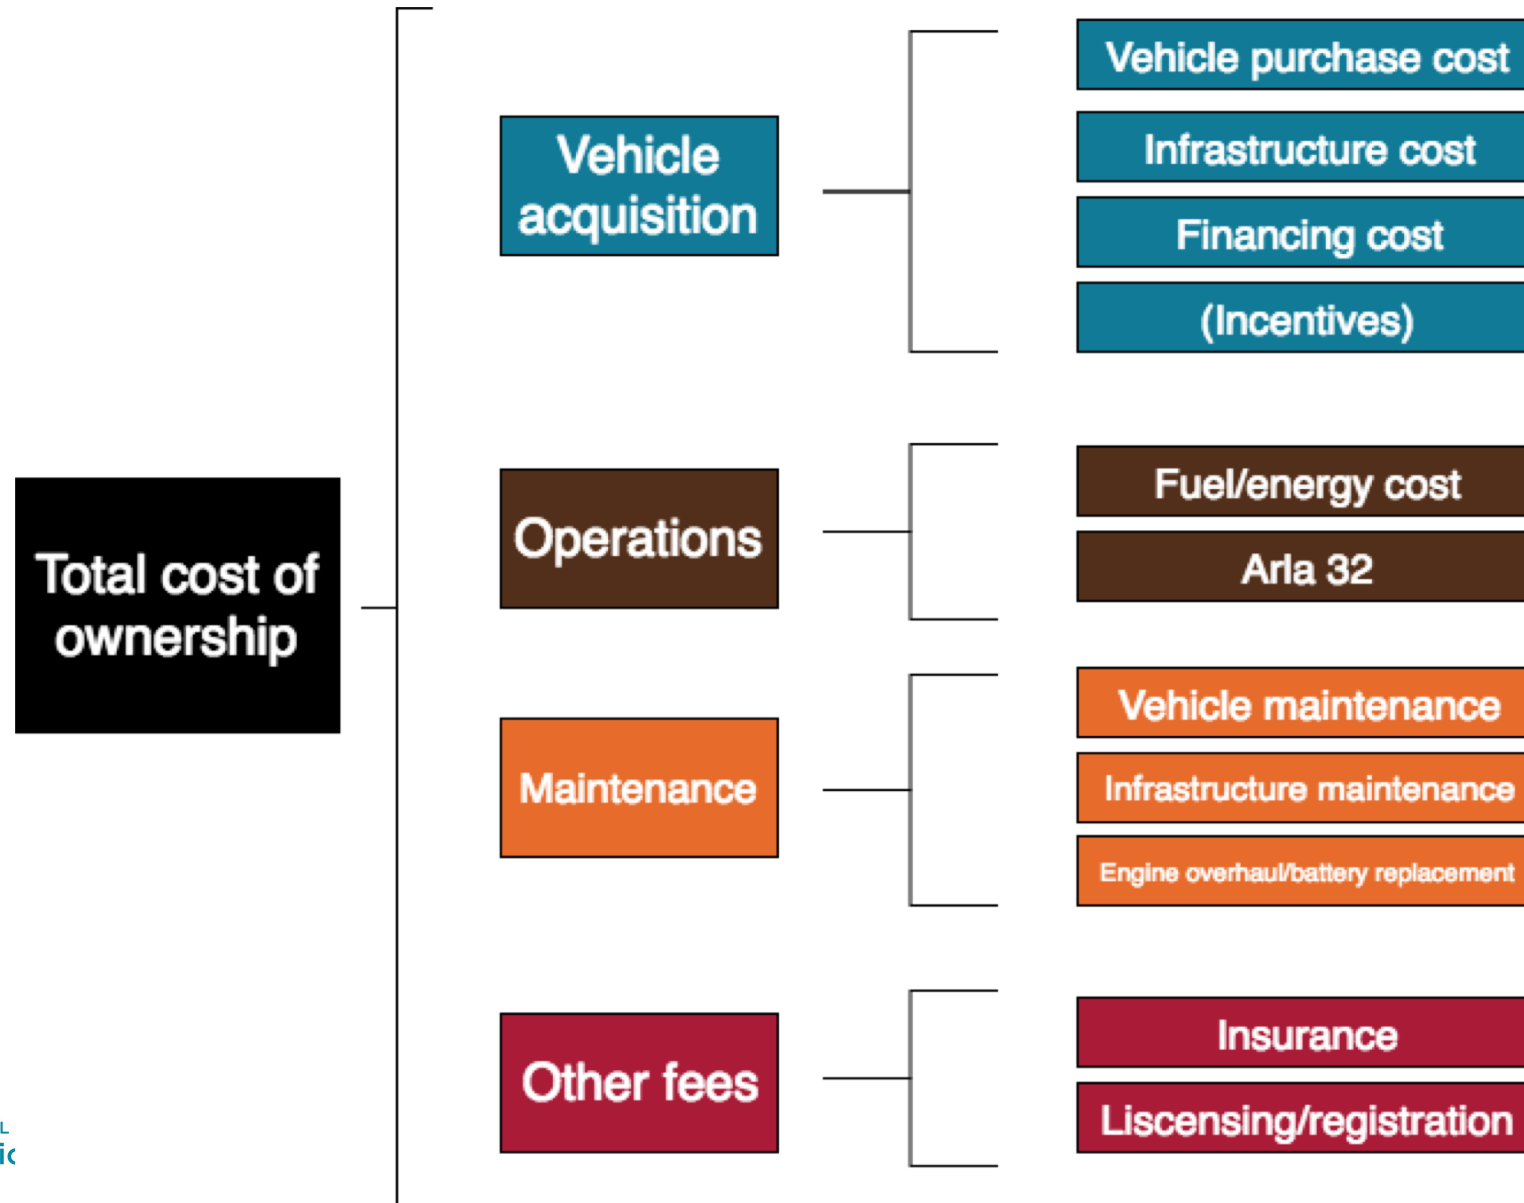 Total cost of
ownership
Vehicle
acquisition
Vehicle purchase cost
Infrastructure cost
Financing cost
(Incentives)
Operations
Fuel/energy cost
Arla 32
Maintenance
Vehicle maintenance
Infrastructure maintenance
Engine overhaul/battery replacement
Other fees
Insurance
Liscensing/registration